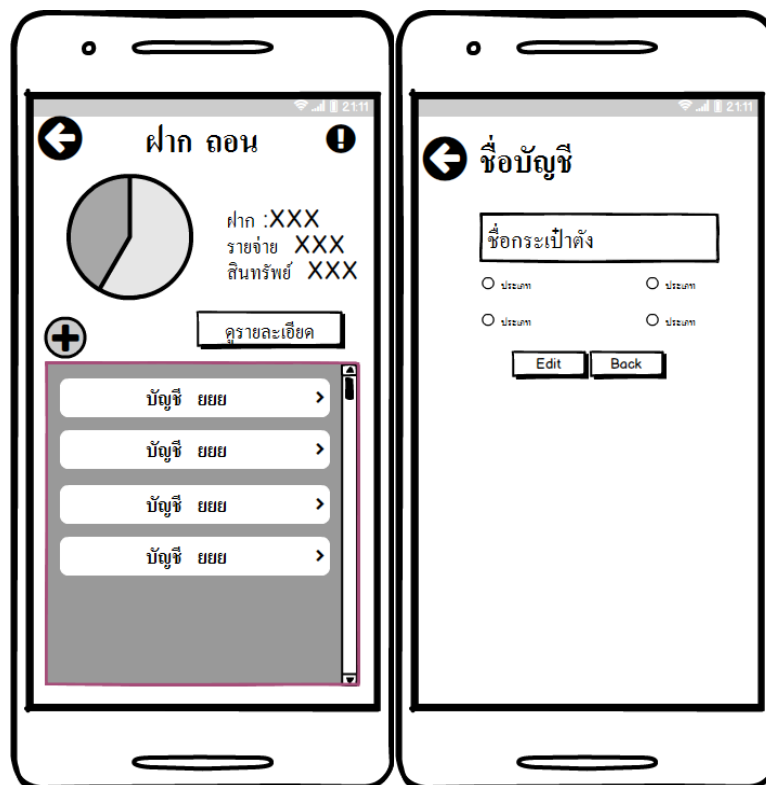 21:11
ฝาก ถอน
ฝาก :XXX
รายจ่าย XXX
สินทรัพย์ XXX
ดูรายละเอียด
บัญชี ยยย
บัญชี ยยย
บัญชี ยยย
บัญชี ยยย
21:11
ชื่อบัญชี
ชื่อกระเป๋าตัง
ประเภท ประเภท
ประเภท ประเภท
Edit Back